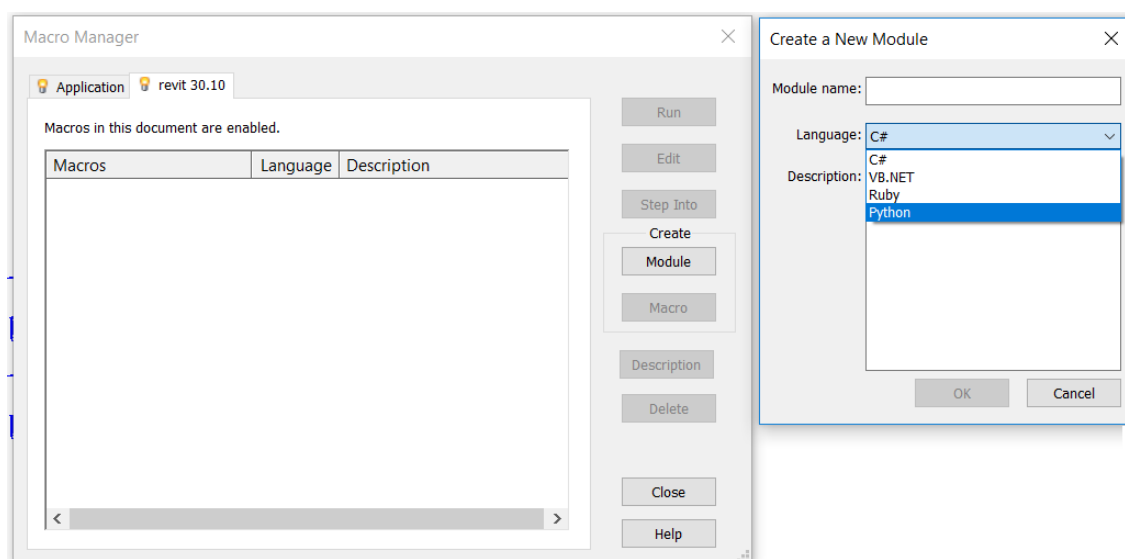 Macro Manager
Application
revit 30.10
Macros in this document are enabled.
Macros Language Description
Run
Edit
Step Into
Create
Module
Macro
Description
Delete
Close
Help
Create a New Module
Module name:
Language: C#
C#
Description: VB.NET
Ruby
Python
OK Cancel